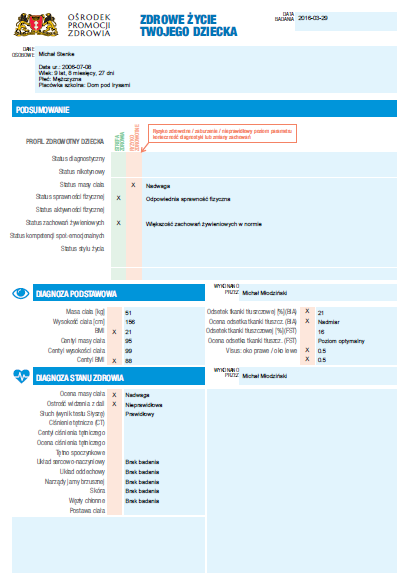 OŚRODEK
PROMOCJI
ZDROWIA
ZDROWE ŻYCIE
TWOJEGO DZIECKA
DATA
BADANIA
2016-03-29
DANE
OSOBOWE
Michał Stenke
Data ur.: 2006-07-06
Wiek: 9 lat, 8 miesięcy, 27 dni
Płeć: Mężczyzna
Placówka szkolna: Dom pod Irysami
PODSUMOWANIE
PROFIL ZDROWOTNY DZIECKA
STREFA
ZDROWIA
RYZYKO
ZDROWOTNE
Ryzyko zdrowotne / zaburzenie / nieprawidłowy poziom parametru
konieczność diagnostyki lub zmiany zachowań
Status diagnostyczny
Status nikotynowy
Status masy ciała X Nadwaga
Status sprawności fizycznej X Odpowiednia sprawność fizyczna
Status aktywności fizycznej
Status zachowań żywieniowych X Większość zachowań żywieniowych w normie
Status kompetencji społ.-emocjonalnych
Status stylu życia
DIAGNOZA PODSTAWOWA
WYKONANO
PRZEZ Michał Młodziński
Masa ciała [kg] 51
Wysokość ciała [cm] 156
BMI X 21
Centyl masy ciała 95
Centyl wysokości ciała 99
Centyl BMI X 88
Odsetek tkanki tłuszczowej [%](BIA) X 21
Ocena odsetka tkanki tłuszcz. (BIA) X Nadmier
Odsetek tkanki tłuszczowej [%](FST) 16
Ocena odsetka tkanki tłuszcz. (FST) Poziom optymalny
Visus: oko prawe / oko lewe X 0.5
X 0.5
DIAGNOZA STANU ZDROWIA
WYKONANO
PRZEZ Michał Młodziński
Ocena masy ciała X Nadwaga
Ostrość widzenia z dali X Nieprawidłowa
Słuch (wynik testu Słyszę) Prawidłowy
Ciśnienie tętnicze (CT)
Centyl ciśnienia tętniczego
Ocena ciśnienia tętniczego
Tętno spoczynkowe
Układ sercowo-naczyniowy Brak badania
Układ oddechowy Brak badania
Narządy jamy brzusznej Brak badania
Skóra Brak badania
Węzły chłonne Brak badania
Postawa ciała